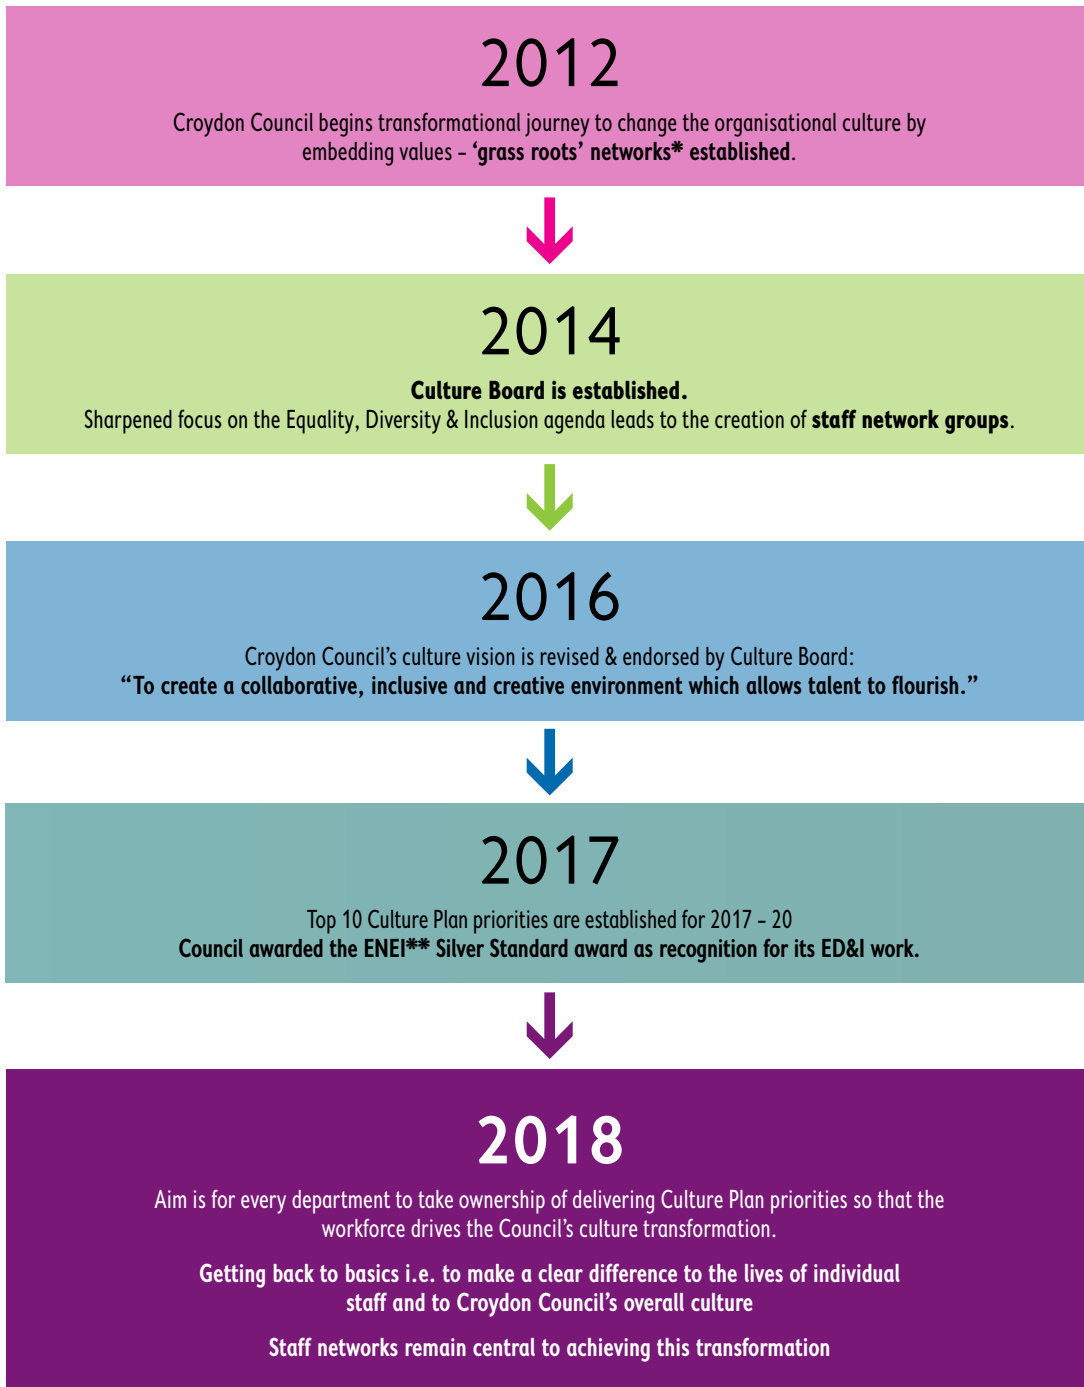 2012
Croydon Council begins transformational journey to change the organisational culture by
embedding values – ‘grass roots’ networks* established.
2014
Culture Board is established.
Sharpened focus on the Equality, Diversity & Inclusion agenda leads to the creation of staff network groups.
2016
Croydon Council’s culture vision is revised & endorsed by Culture Board:
“To create a collaborative, inclusive and creative environment which allows talent to flourish.”
2017
Top 10 Culture Plan priorities are established for 2017 – 20
Council awarded the ENEI** Silver Standard award as recognition for its ED&I work.
2018
Aim is for every department to take ownership of delivering Culture Plan priorities so that the
workforce drives the Council’s culture transformation.
Getting back to basics i.e. to make a clear difference to the lives of individual
staff and to Croydon Council’s overall culture
Staff networks remain central to achieving this transformation